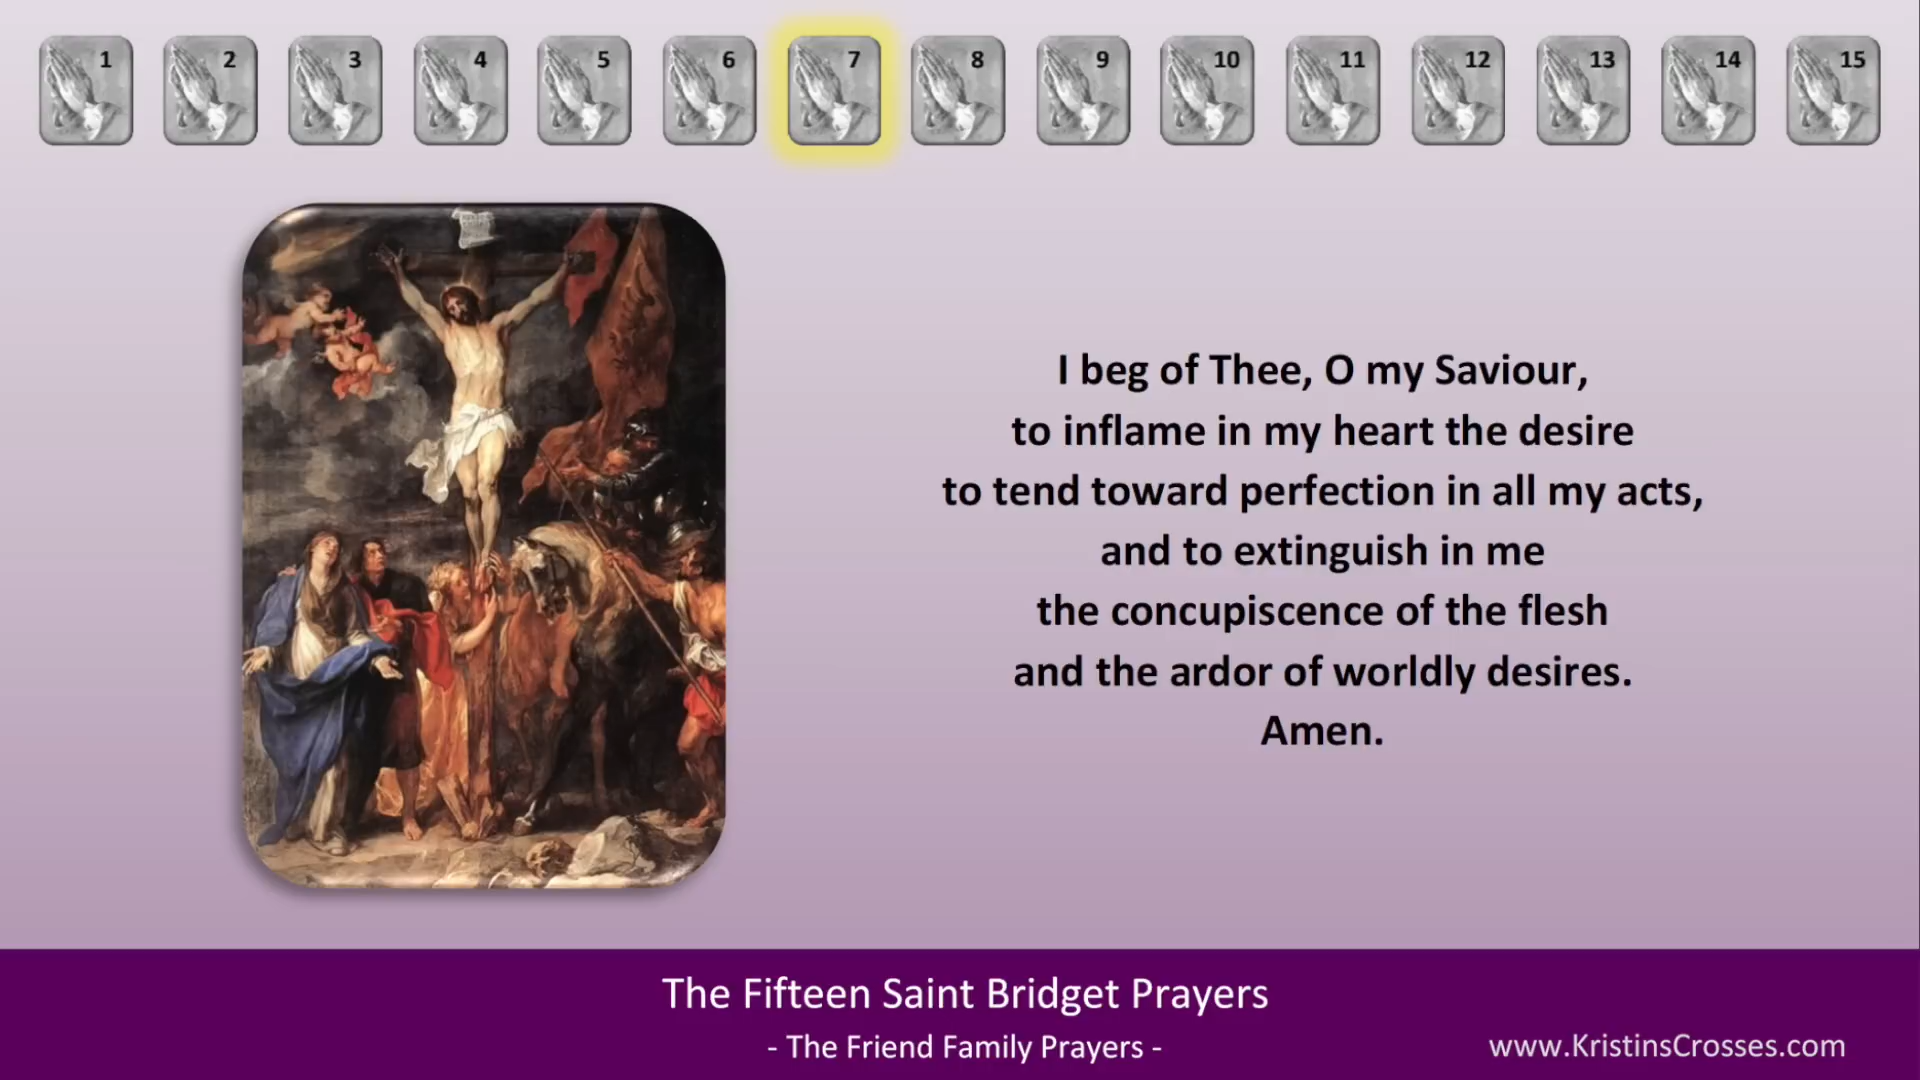 1 2 3 4 5 6 7 8 9 10 11 12 13 14 15
I beg of Thee, O my Saviour,
to inflame in my heart the desire
to tend toward perfection in all my acts,
and to extinguish in me
the concupiscence of the flesh
and the ardor of worldly desires.
Amen.
The Fifteen Saint Bridget Prayers
- The Friend Family Prayers -
www.KristinsCrosses.com